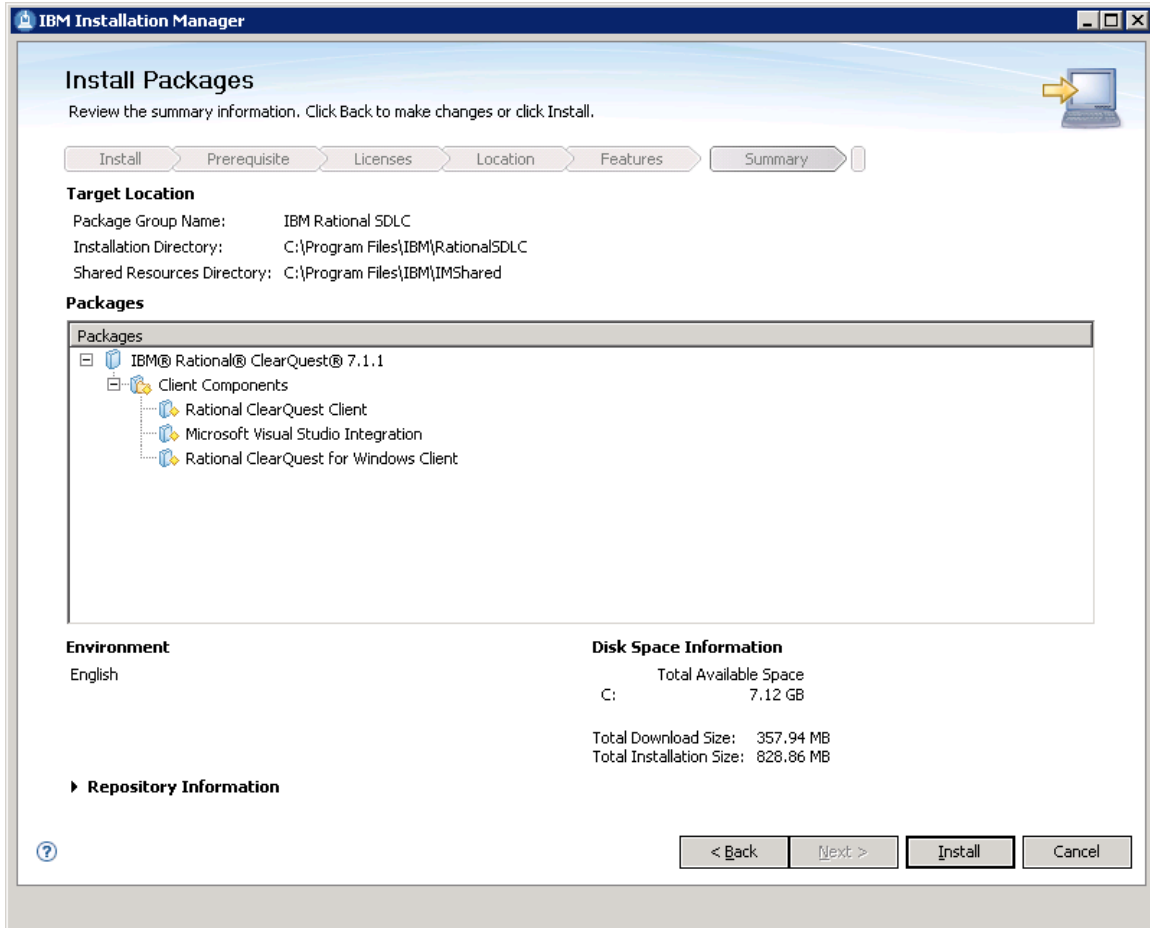 IBM Installation Manager
Install Packages
Review the summary information. Click Back to make changes or click Install.
Install Prerequisite Licenses Location Features Summary
Target Location
Package Group Name: IBM Rational SDLC
Installation Directory: C:\Program Files\IBM\RationalSDLC
Shared Resources Directory: C:\Program Files\IBM\IMShared
Packages
Packages
IBM® Rational® ClearQuest® 7.1.1
Client Components
Rational ClearQuest Client
Microsoft Visual Studio Integration
Rational ClearQuest for Windows Client
Environment
English
Disk Space Information
Total Available Space
C: 7.12 GB
Total Download Size: 357.94 MB
Total Installation Size: 828.86 MB
Repository Information
? < Back Next > Install Cancel